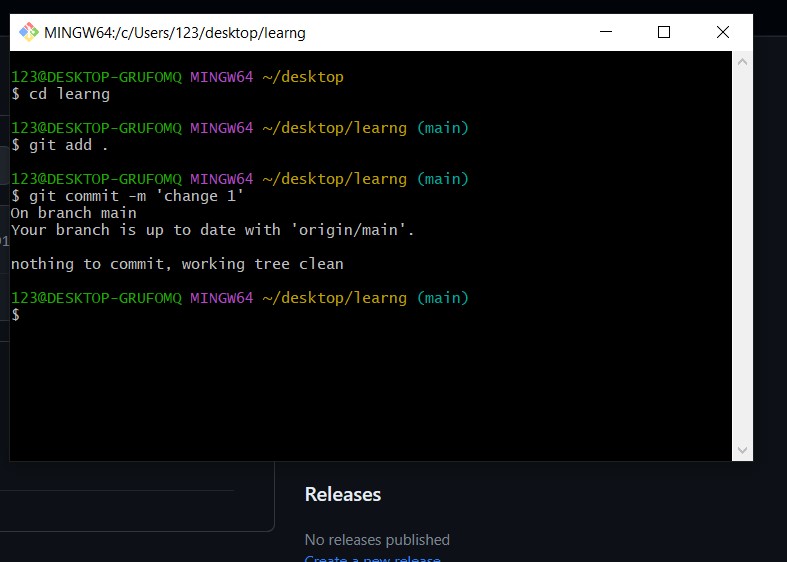 MINGW64:/c/Users/123/desktop/learng
123@DESKTOP-GRUFOMQ MINGW64 ~/desktop
$ cd learng
123@DESKTOP-GRUFOMQ MINGW64 ~/desktop/learng (main)
$ git add .
123@DESKTOP-GRUFOMQ MINGW64 ~/desktop/learng (main)
$ git commit -m 'change 1'
On branch main
Your branch is up to date with 'origin/main'.
nothing to commit, working tree clean
123@DESKTOP-GRUFOMQ MINGW64 ~/desktop/learng (main)
$
Releases
No releases published
Create a new release